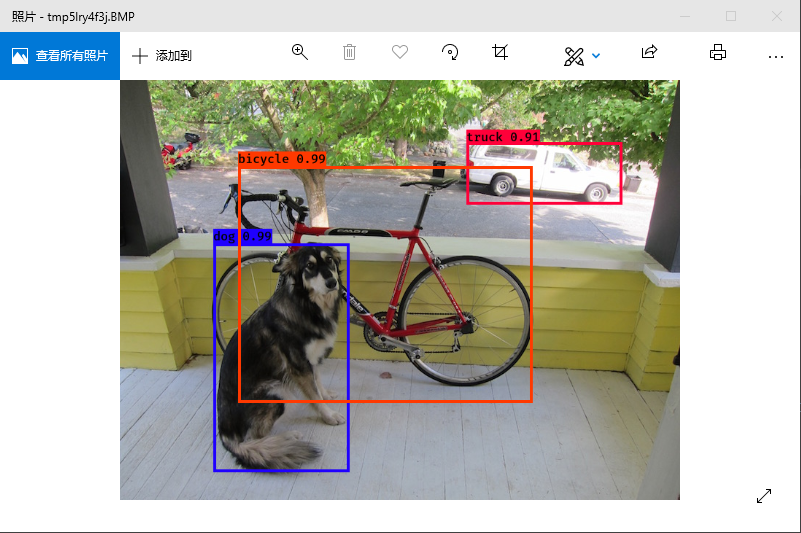 照片 - tmp5lry4f3j.BMP
查看所有照片
添加到
truck 0.91
bicycle 0.99
dog 0.99